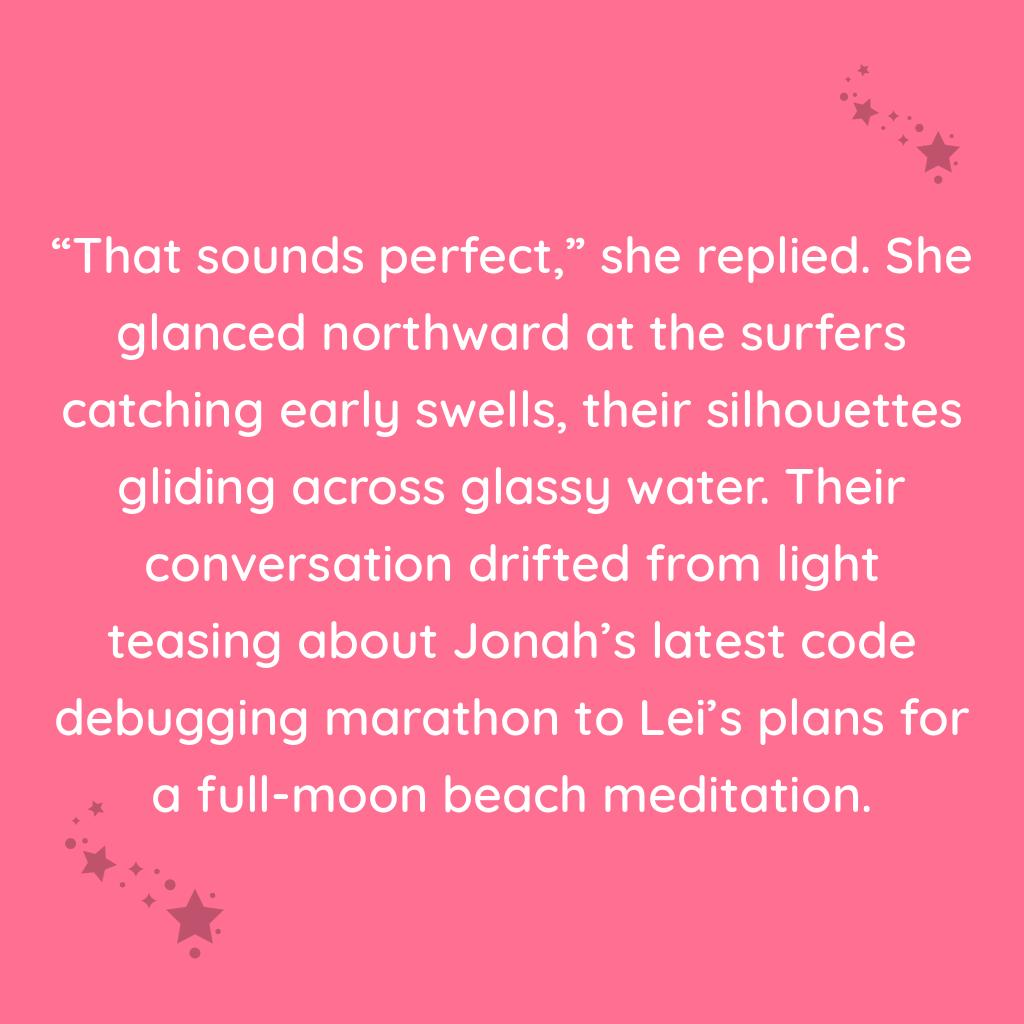 “That sounds perfect,” she replied. She
glanced northward at the surfers
catching early swells, their silhouettes
gliding across glassy water. Their
conversation drifted from light
teasing about Jonah’s latest code
debugging marathon to Lei’s plans for
a full-moon beach meditation.